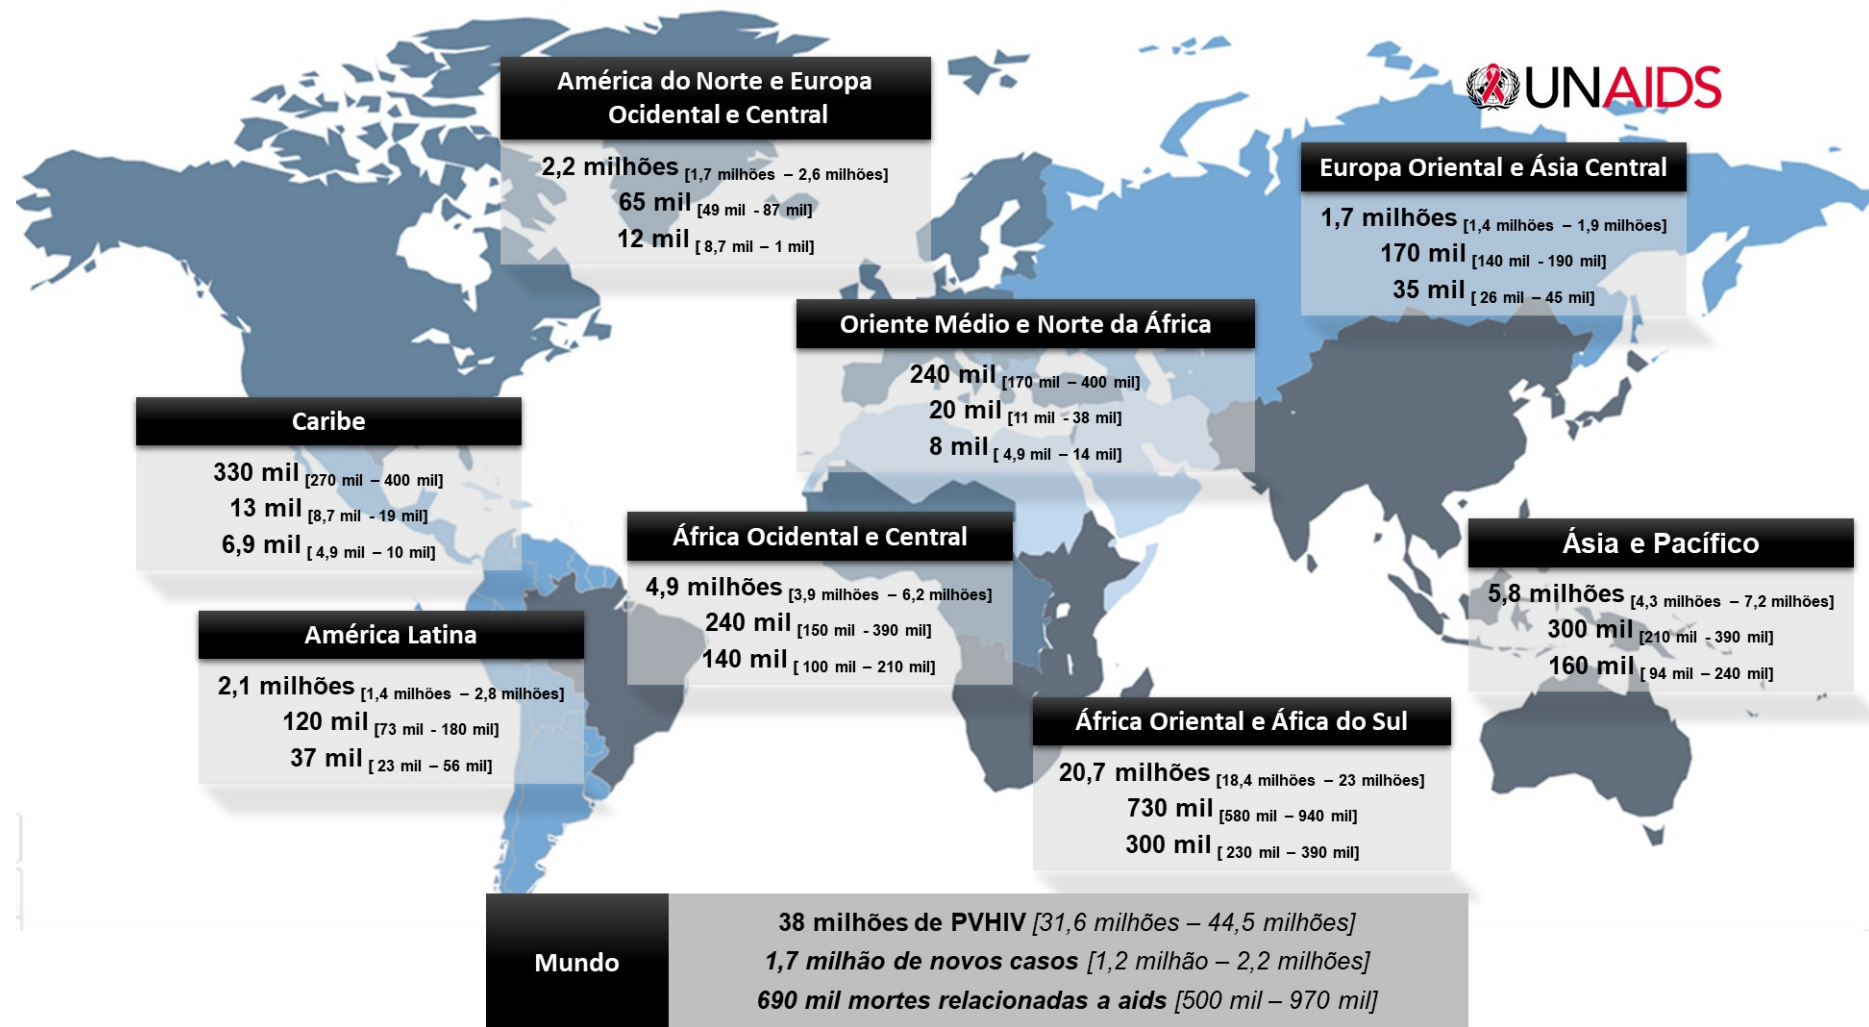 América do Norte e Europa
Ocidental e Central
2,2 milhões [1,7 milhões – 2,6 milhões]
65 mil [49 mil - 87 mil]
12 mil [ 8,7 mil – 1 mil]
UNAIDS
Europa Oriental e Ásia Central
1,7 milhões [1,4 milhões – 1,9 milhões]
170 mil [140 mil - 190 mil]
35 mil [ 26 mil – 45 mil]
Oriente Médio e Norte da África
240 mil [170 mil – 400 mil]
20 mil [11 mil - 38 mil]
8 mil [ 4,9 mil – 14 mil]
Caribe
330 mil [270 mil – 400 mil]
13 mil [8,7 mil - 19 mil]
6,9 mil [ 4,9 mil – 10 mil]
África Ocidental e Central
4,9 milhões [3,9 milhões – 6,2 milhões]
240 mil [150 mil - 390 mil]
140 mil [ 100 mil – 210 mil]
Ásia e Pacífico
5,8 milhões [4,3 milhões – 7,2 milhões]
300 mil [210 mil - 390 mil]
160 mil [ 94 mil – 240 mil]
América Latina
2,1 milhões [1,4 milhões – 2,8 milhões]
120 mil [73 mil - 180 mil]
37 mil [ 23 mil – 56 mil]
África Oriental e Áfica do Sul
20,7 milhões [18,4 milhões – 23 milhões]
730 mil [580 mil – 940 mil]
300 mil [ 230 mil – 390 mil]
Mundo
38 milhões de PVHIV [31,6 milhões – 44,5 milhões]
1,7 milhão de novos casos [1,2 milhão – 2,2 milhões]
690 mil mortes relacionadas a aids [500 mil – 970 mil]